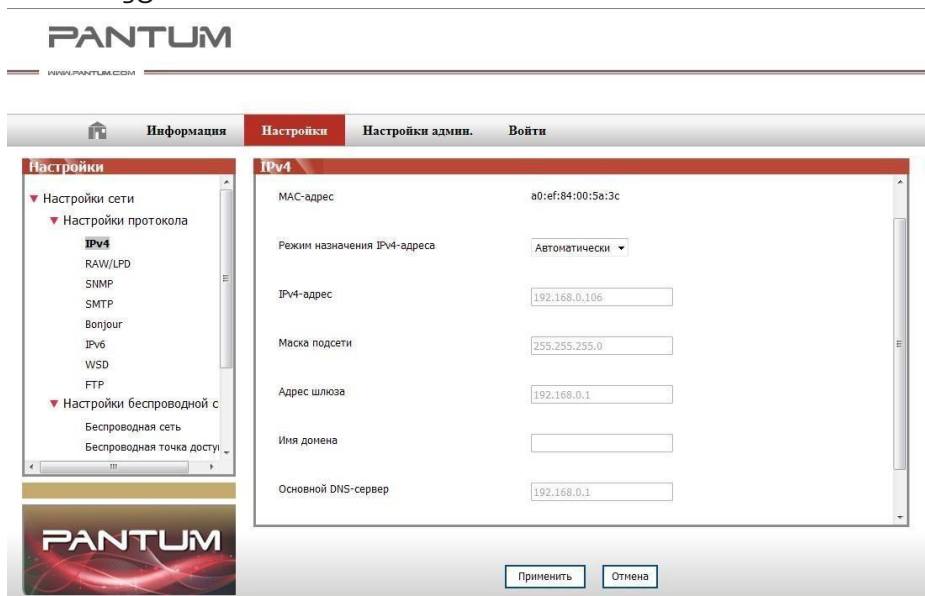 PANTUM
WWW.PANTUM.COM
Информация Настройки Настройки админ. Войти
Настройки
▼ Настройки сети
▼ Настройки протокола
IPv4
RAW/LPD
SNMP
SMTP
Bonjour
IPv6
WSD
FTP
▼ Настройки беспроводной с
Беспроводная сеть
Беспроводная точка досту
PANTUM
IPv4
MAC-адрес a0:ef:84:00:5a:3c
Режим назначения IPv4-адреса Автоматически
IPv4-адрес 192.168.0.106
Маска подсети 255.255.255.0
Адрес шлюза 192.168.0.1
Имя домена
Основной DNS-сервер 192.168.0.1
Применить Отмена